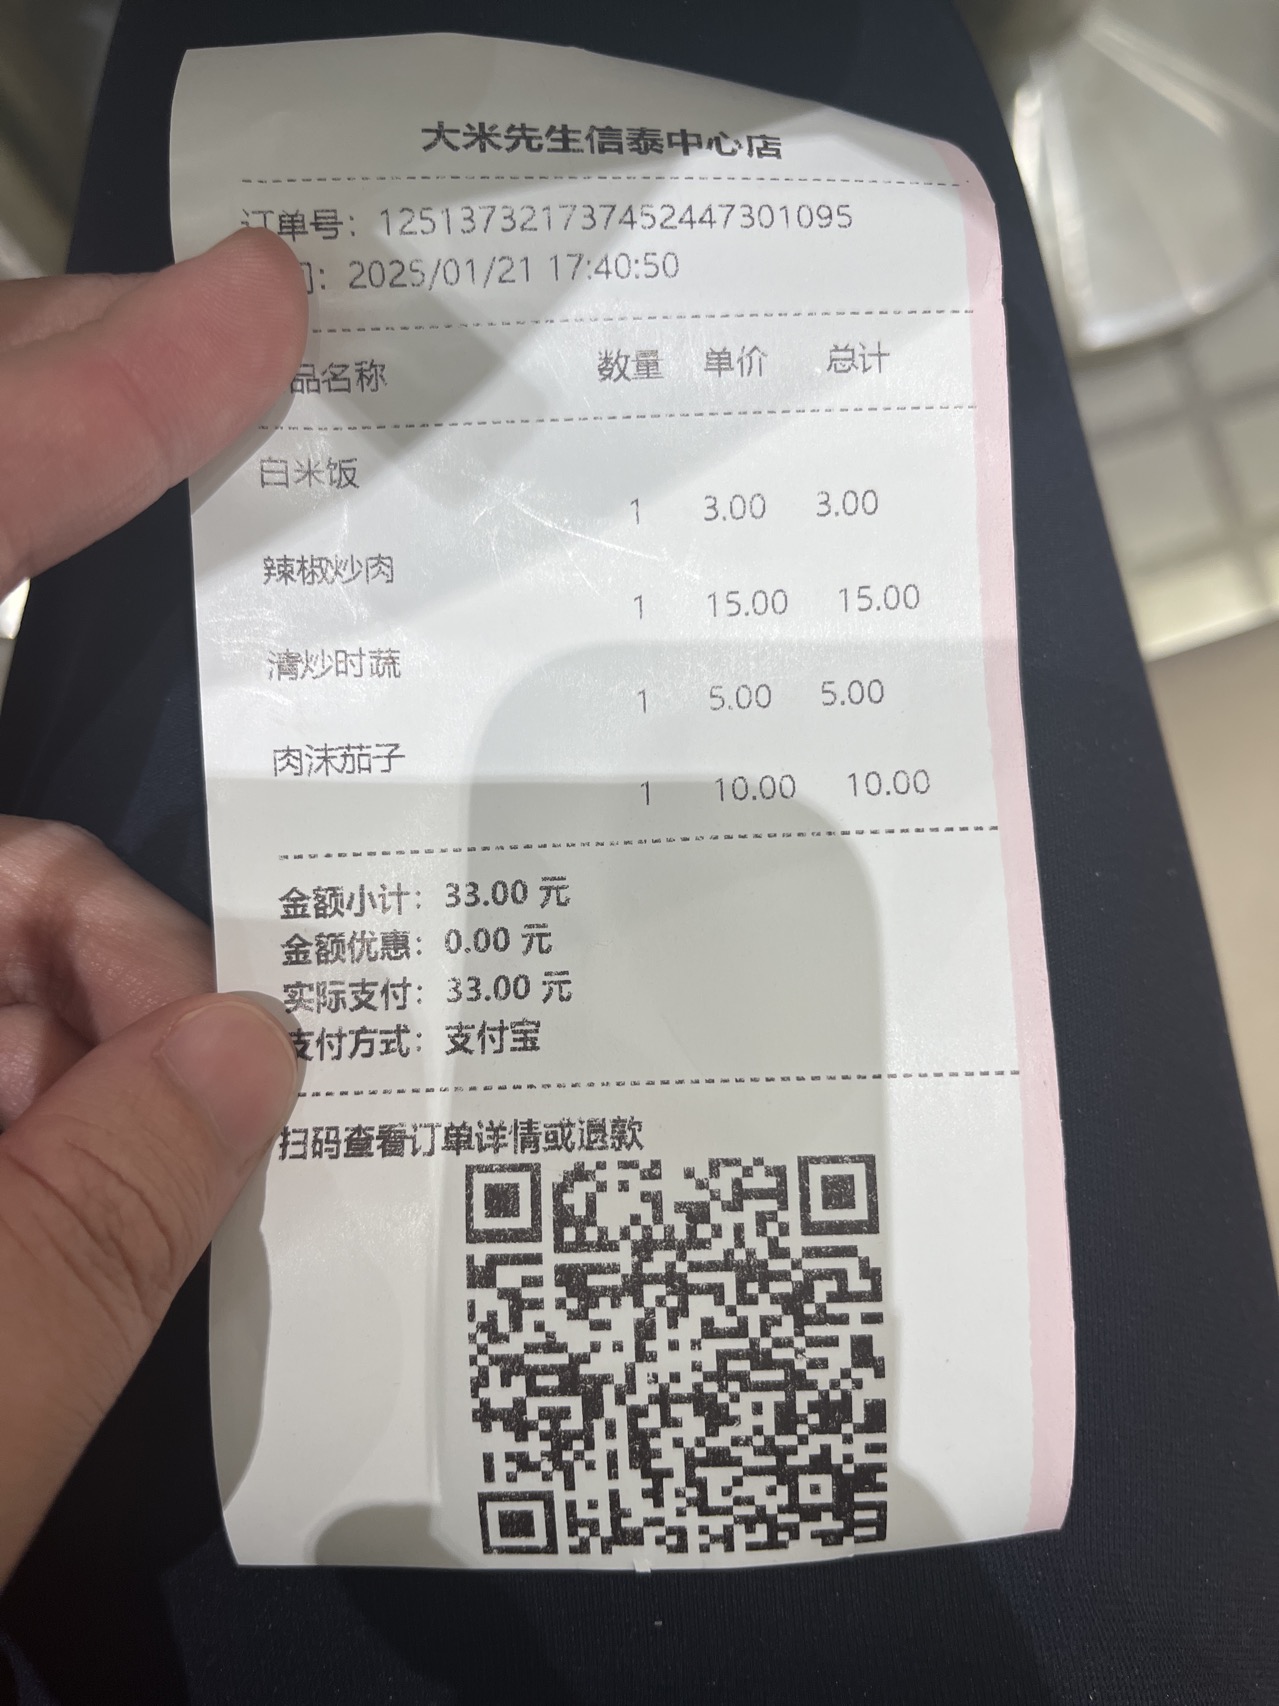 大米先生信泰中心店
订单号：1251373217374522447301095
间：2025/01/21 17:40:50
品名称 数量 单价 总计
白米饭
1 3.00 3.00
辣椒炒肉
1 15.00 15.00
清炒时蔬
1 5.00 5.00
肉沫茄子
1 10.00 10.00
金额小计：33.00 元
金额优惠：0.00 元
实际支付：33.00 元
支付方式：支付宝
扫码查看订单详情或退款